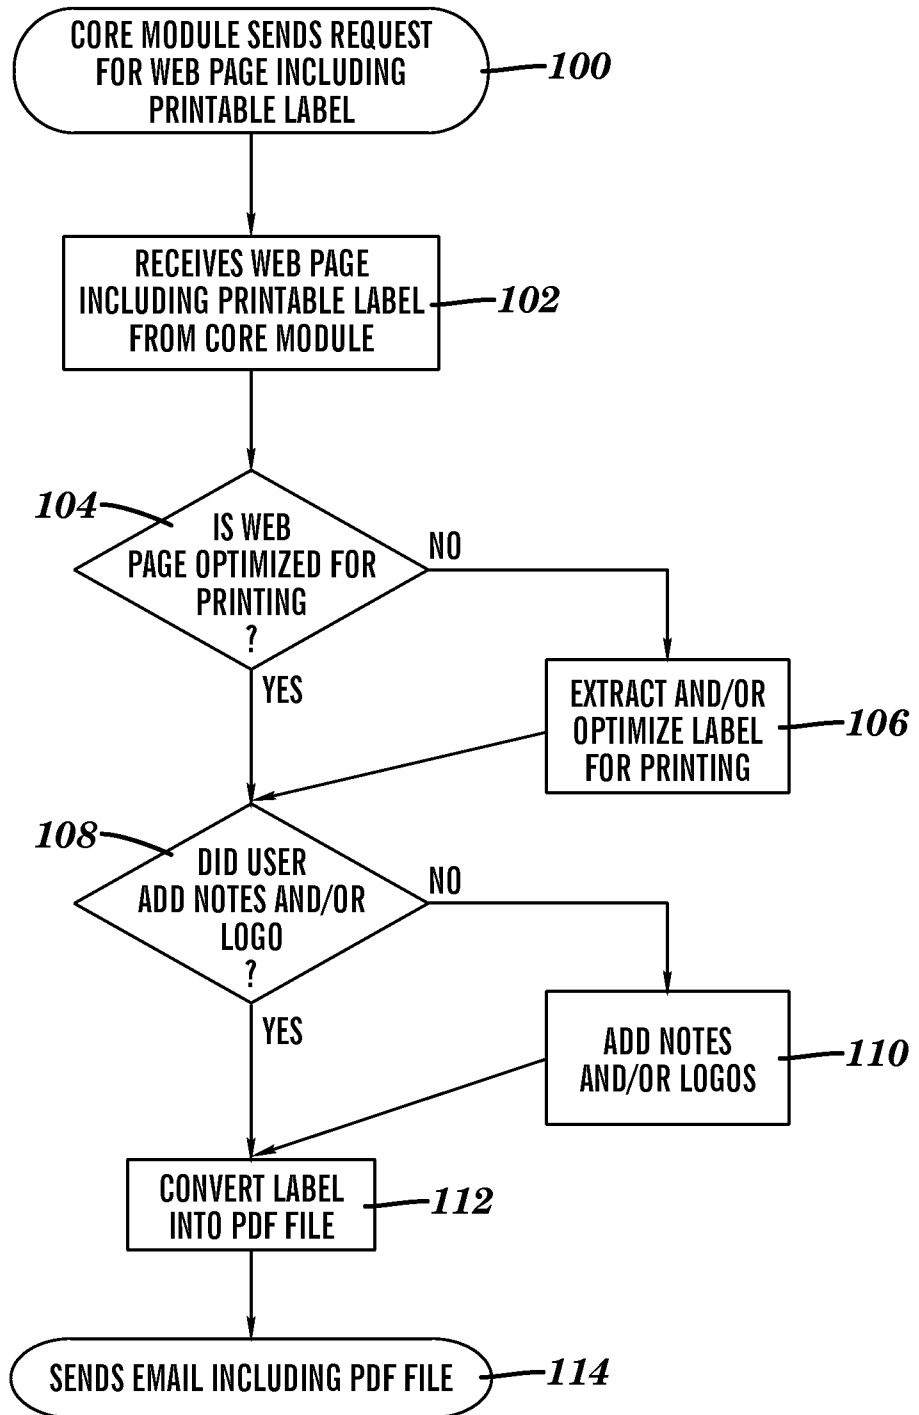 CORE MODULE SENDS REQUEST
FOR WEB PAGE INCLUDING
PRINTABLE LABEL
100
RECEIVES WEB PAGE
INCLUDING PRINTABLE LABEL
FROM CORE MODULE
102
104
IS WEB
PAGE OPTIMIZED FOR
PRINTING
?
NO
YES
EXTRACT AND/OR
OPTIMIZE LABEL
FOR PRINTING
106
108
DID USER
ADD NOTES AND/OR
LOGO
?
NO
YES
ADD NOTES
AND/OR LOGOS
110
CONVERT LABEL
INTO PDF FILE
112
SENDS EMAIL INCLUDING PDF FILE
114